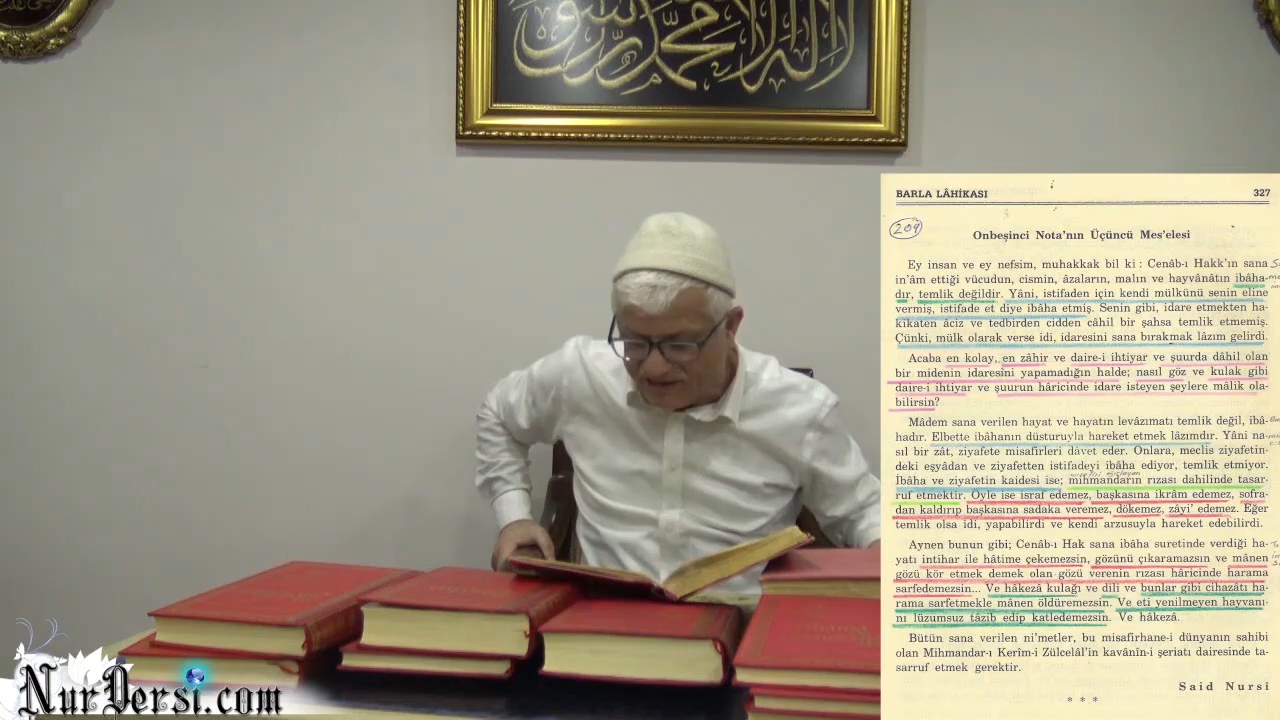 لا إله إلا الله محمد رسول الله
BARLA LÂHİKASI 327
209
Onbeşinci Nota'nın Üçüncü Mes'elesi
Ey insan ve ey nefsim, muhakkak bil ki : Cenâb-ı Hakk'ın sana
in'âm ettiği vücudun, cismin, âzaların, malın ve hayvânâtın ibâha-
dır, temlik değildir. Yâni, istifaden için kendi mülkünü senin eline
vermiş, istifade et diye ibâha etmiş. Senin gibi, idare etmekten ha-
kikaten âciz ve tedbirden cidden câhil bir şahsa temlik etmemiş.
Çünki, mülk olarak verse idi, idaresini sana bırakmak lâzım gelirdi.
Acaba en kolay, en zâhir ve daire-i ihtiyar ve şuurda dâhil olan
bir midenin idaresini yapamadığın halde; nasıl göz ve kulak gibi
daire-i ihtiyar ve şuurun hâricinde idare isteyen şeylere mâlik ola-
bilirsin?
Mâdem sana verilen hayat ve hayatın levâzımatı temlik değil, ibâ-
hadır. Elbette ibâhanın düsturuyla hareket etmek lâzımdır. Yâni na-
sıl bir zât, ziyafete misafirleri dâvet eder. Onlara, meclis ziyafetin-
deki eşyâdan ve ziyafetten istifadeyi ibâha ediyor, temlik etmiyor.
İbâha ve ziyafetin kaidesi ise; mihmandarın rızası dahilinde tasar-
ruf etmektir. Öyle ise israf edemez, başkasına ikrâm edemez, sofra-
dan kaldırıp başkasına sadaka veremez, dökemez, zâyi' edemez. Eğer
temlik olsa idi, yapabilirdi ve kendi arzusuyla hareket edebilirdi.
Aynen bunun gibi; Cenâb-ı Hak sana ibâha suretinde verdiği ha-
yatı intihar ile hâtime çekemezsin, gözünü çıkaramazsın ve mânen
gözü kör etmek demek olan gözü verenin rızası hâricinde harama
sarfedemezsin... Ve hâkezâ kulağı ve dili ve bunlar gibi cihazâtı ha-
rama sarfetmekle mânen öldüremezsin. Ve eti yenilmeyen hayvanı-
nı lüzumsuz tâzib edip katledemezsin. Ve hâkezâ.
Bütün sana verilen ni'metler, bu misafirhane-i dünyanın sahibi
olan Mihmandar-ı Kerîm-i Zülcelâl'in kavânîn-i şeriatı dairesinde ta-
sarruf etmek gerektir.
Said Nursî
* * *
NurDersi.com